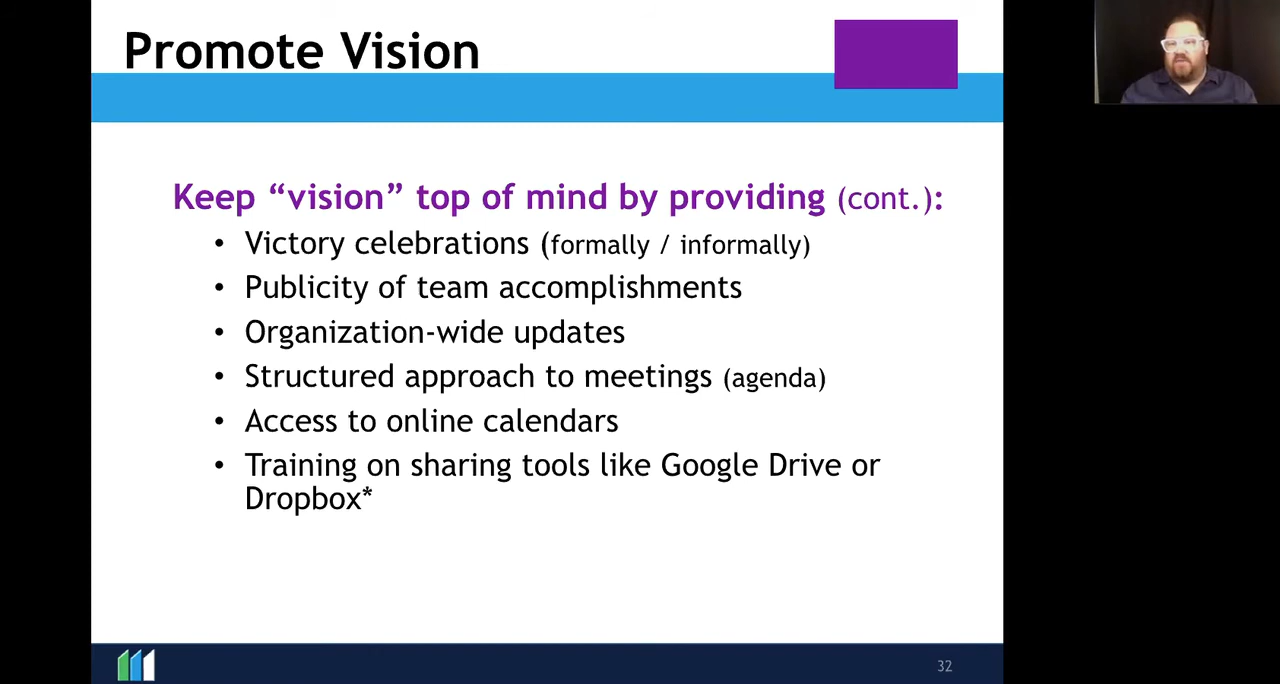 Promote Vision
Keep “vision” top of mind by providing (cont.):
• Victory celebrations (formally / informally)
• Publicity of team accomplishments
• Organization-wide updates
• Structured approach to meetings (agenda)
• Access to online calendars
• Training on sharing tools like Google Drive or
Dropbox*
32